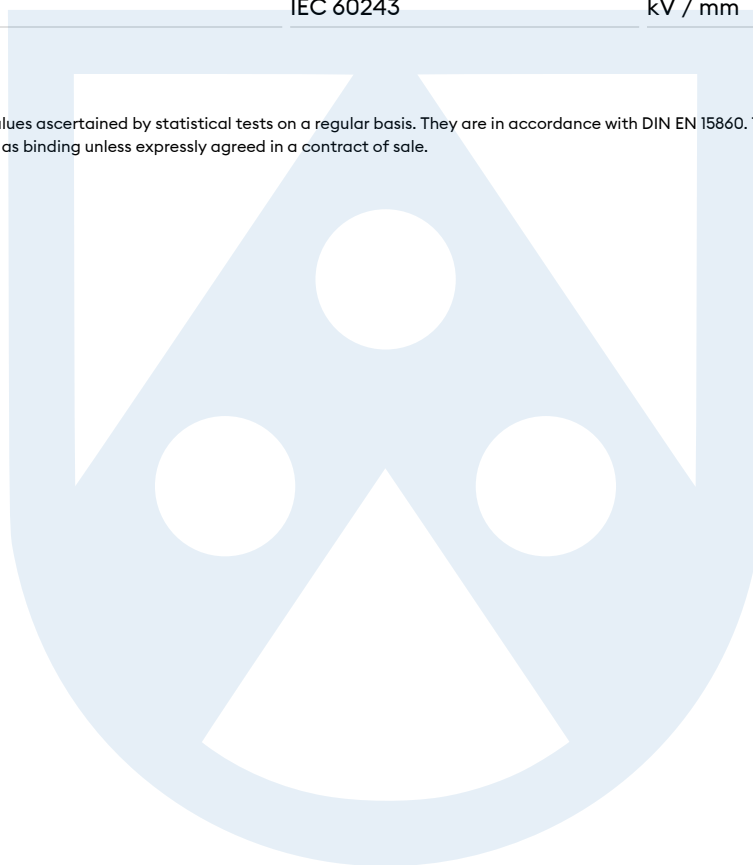 IEC 60243 kV / mm
lues ascertained by statistical tests on a regular basis. They are in accordance with DIN EN 15860.
as binding unless expressly agreed in a contract of sale.